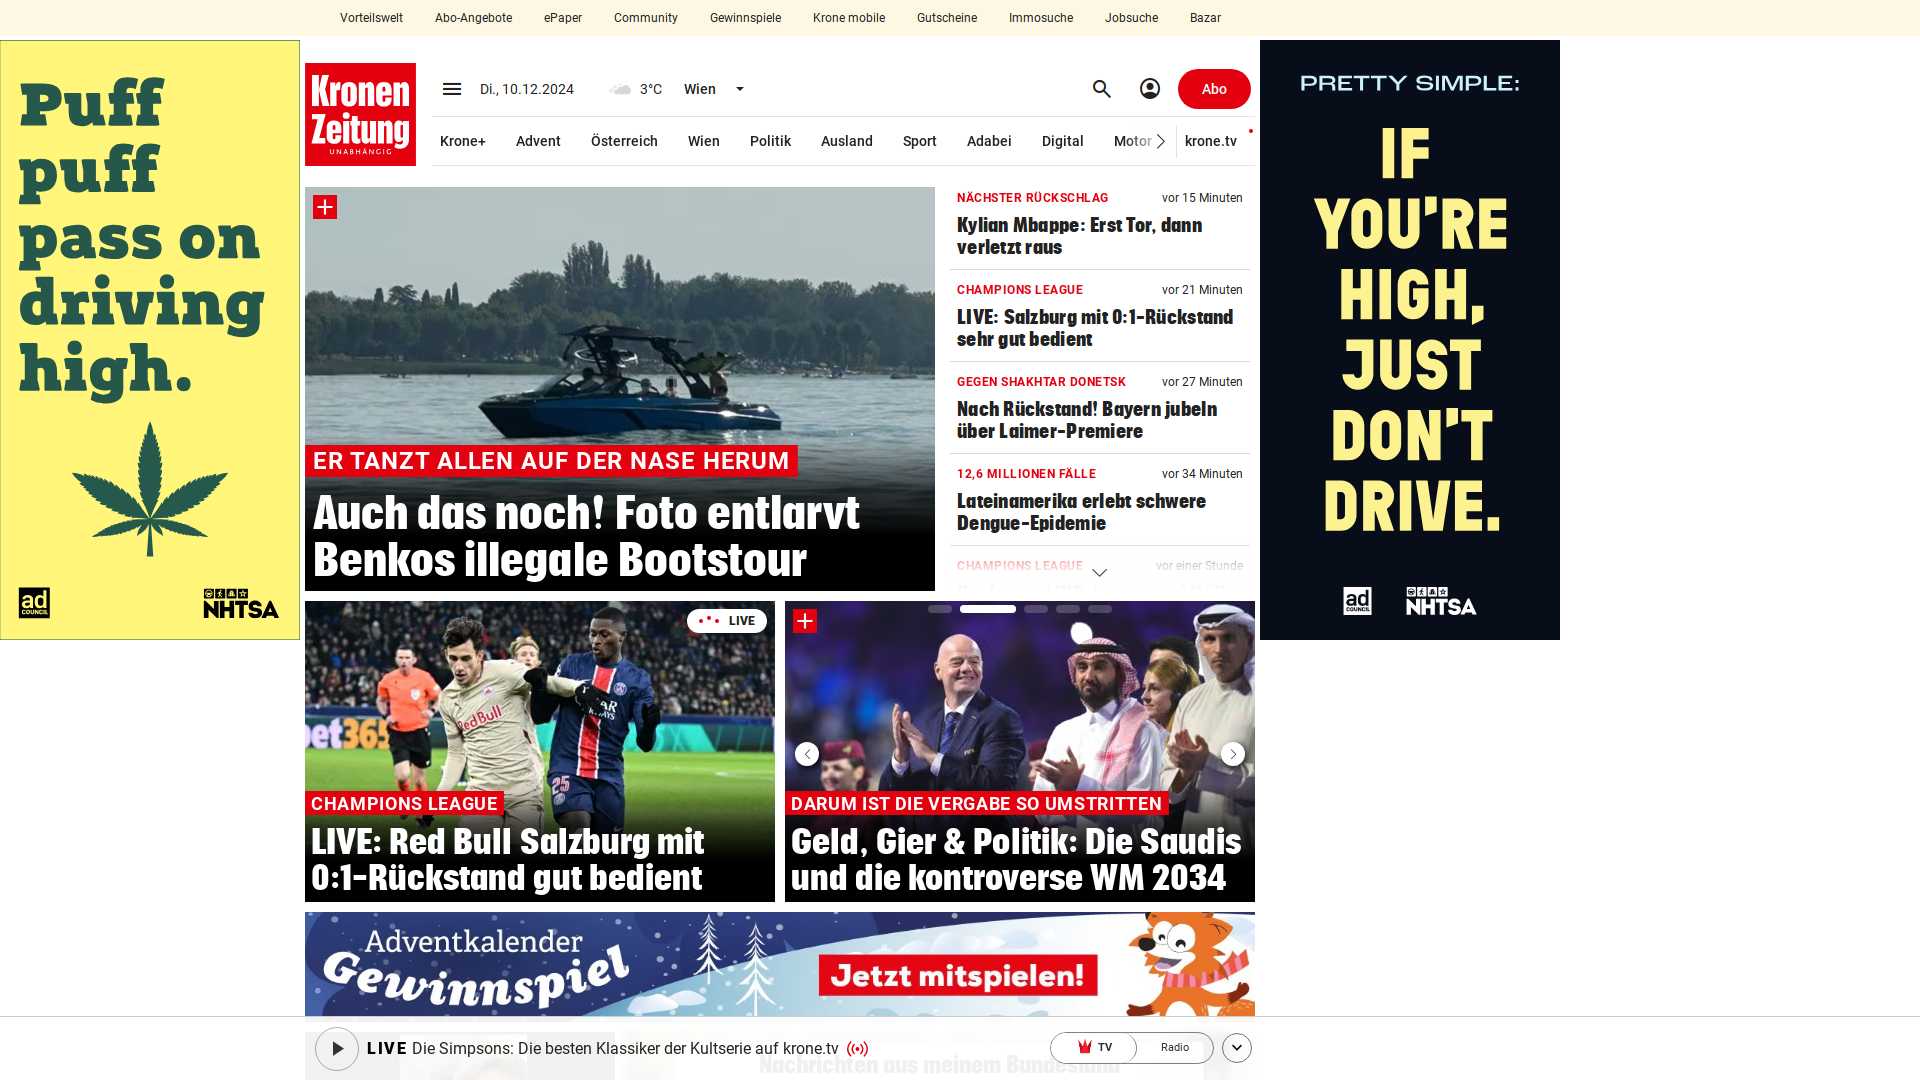 Vorteilswelt Abo-Angebote ePaper Community Gewinnspiele Krone mobile Gutscheine Immosuche Jobsuche Bazar
Puff
puff
pass on
driving
high.
ad
COUNCIL
NHTSA
Kronen
Zeitung
UNABHÄNGIG
Di., 10.12.2024 3°C Wien
Abo
Krone+ Advent Österreich Wien Politik Ausland Sport Adabei Digital Motor krone.tv
ER TANZT ALLEN AUF DER NASE HERUM
Auch das noch! Foto entlarvt
Benkos illegale Bootstour
NÄCHSTER RÜCKSCHLAG vor 15 Minuten
Kylian Mbappe: Erst Tor, dann
verletzt raus
CHAMPIONS LEAGUE vor 21 Minuten
LIVE: Salzburg mit 0:1-Rückstand
sehr gut bedient
GEGEN SHAKHTAR DONETSK vor 27 Minuten
Nach Rückstand! Bayern jubeln
über Laimer-Premiere
12,6 MILLIONEN FÄLLE vor 34 Minuten
Lateinamerika erlebt schwere
Dengue-Epidemie
CHAMPIONS LEAGUE vor einer Stunde
PRETTY SIMPLE:
IF
YOU'RE
HIGH,
JUST
DON'T
DRIVE.
ad
COUNCIL
NHTSA
LIVE
bet365
Red Bull
25
CHAMPIONS LEAGUE
LIVE: Red Bull Salzburg mit
0:1-Rückstand gut bedient
DARUM IST DIE VERGABE SO UMSTRITTEN
Geld, Gier & Politik: Die Saudis
und die kontroverse WM 2034
Adventkalender
Gewinnspiel
Jetzt mitspielen!
LIVE Die Simpsons: Die besten Klassiker der Kultserie auf krone.tv
TV Radio
Nachrichten aus meinem Bundesland